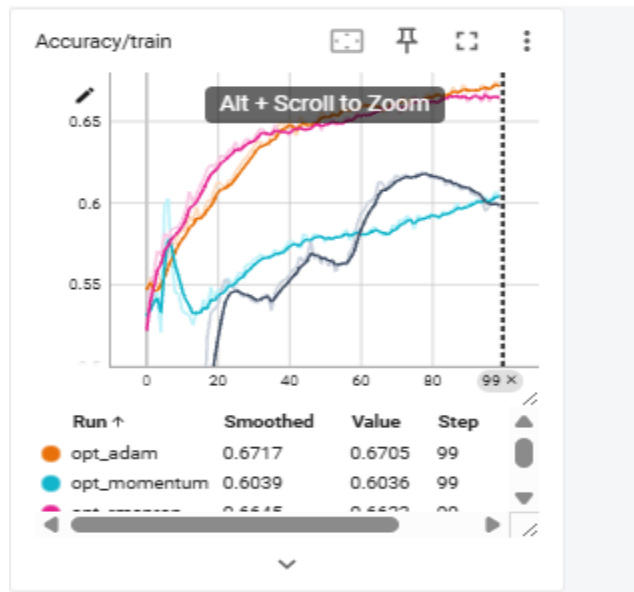 Accuracy/train
Alt + Scroll to Zoom
0.65
0.6
0.55
0 20 40 60 80 99 ×
Run ↑ Smoothed Value Step
opt_adam 0.6717 0.6705 99
opt_momentum 0.6039 0.6036 99